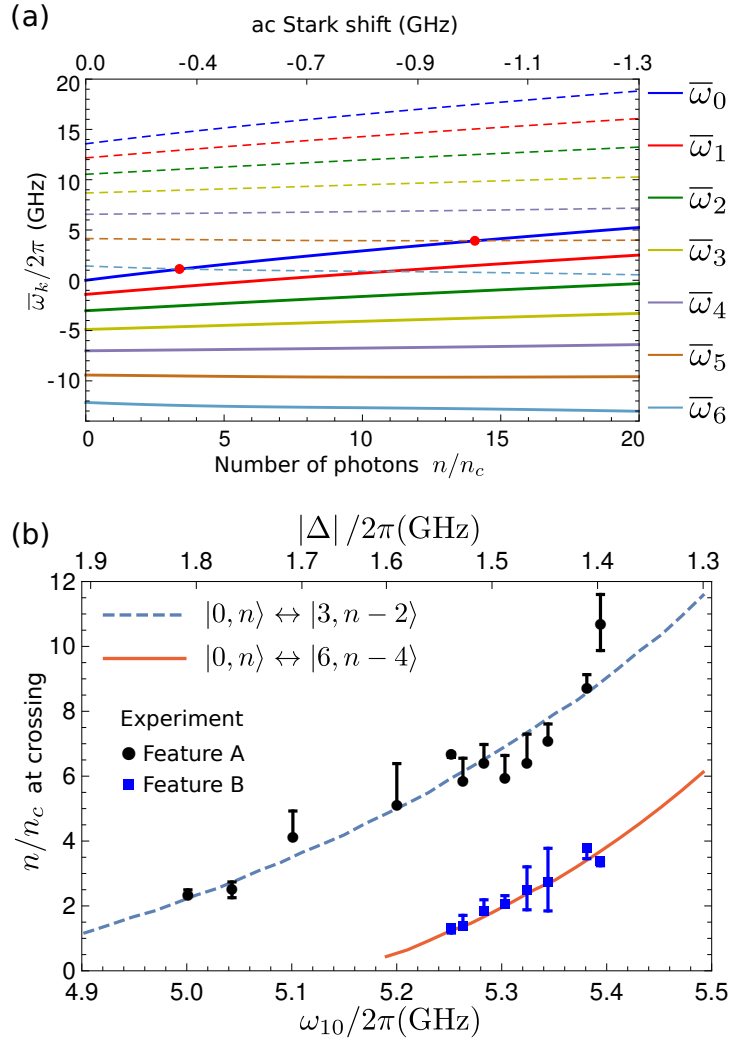 (a)
ac Stark shift (GHz)
0.0 -0.4 -0.7 -0.9 -1.1 -1.3
20
15
10
5
0
-5
-10
ω̅ₖ/2π (GHz)
0 5 10 15 20
Number of photons n/n_c
ω̅₀
ω̅₁
ω̅₂
ω̅₃
ω̅₄
ω̅₅
ω̅₆
(b)
|Δ|/2π(GHz)
1.9 1.8 1.7 1.6 1.5 1.4 1.3
12
10
8
6
4
2
0
n/n_c at crossing
|0, n⟩ ↔ |3, n − 2⟩
|0, n⟩ ↔ |6, n − 4⟩
Experiment
Feature A
Feature B
4.9 5.0 5.1 5.2 5.3 5.4 5.5
ω₁₀/2π(GHz)